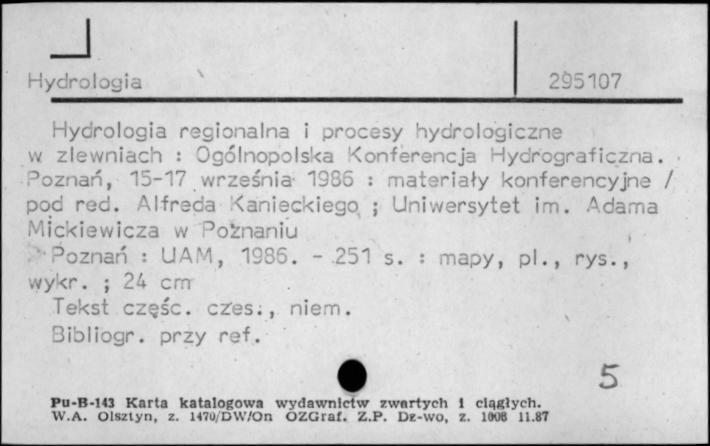 Hydrologia 295107
Hydrologia regionalna i procesy hydrologiczne
w zlewniach : Ogólnopolska Konferencja Hydrograficzna.
Poznań, 15-17 września 1986 : materiały konferencyjne /
pod red. Alfreda Kanieckiego ; Uniwersytet im. Adama
Mickiewicza w Poznaniu
Poznań : UAM, 1986. - 251 s. : mapy, pl., rys.,
wykr. ; 24 cm
Tekst częśc. czes., niem.
Bibliogr. przy ref.
5
Pu-B-143 Karta katalogowa wydawnictw zwartych i ciągłych.
W.A. Olsztyn, z. 1470/DW/On OZGraf. Z.P. Dz-wo, z. 1008 11.87